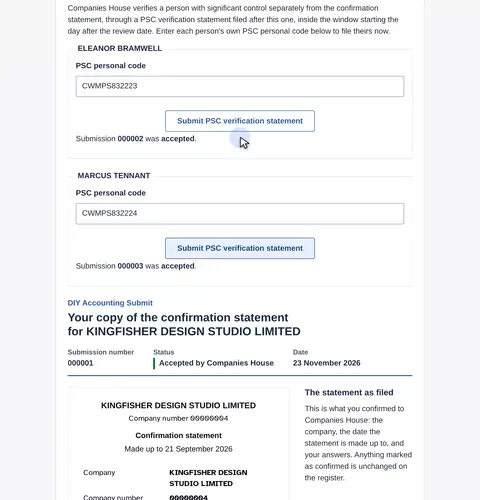 Companies House verifies a person with significant control separately from the confirmation
statement, through a PSC verification statement filed after this one, inside the window starting the
day after the review date. Enter each person's own PSC personal code below to file theirs now.
ELEANOR BRAMWELL
PSC personal code
CWMPS832223
Submit PSC verification statement
Submission 000002 was accepted.
MARCUS TENNANT
PSC personal code
CWMPS832224
Submit PSC verification statement
Submission 000003 was accepted.
DIY Accounting Submit
Your copy of the confirmation statement
for KINGFISHER DESIGN STUDIO LIMITED
Submission number
Status
Date
000001
Accepted by Companies House
23 November 2026
KINGFISHER DESIGN STUDIO LIMITED
Company number 00000004
Confirmation statement
Made up to 21 September 2026
Company
KINGFISHER DESIGN
STUDIO LIMITED
Company number
00000004
The statement as filed
This is what you confirmed to
Companies House: the
company, the date the
statement is made up to, and
your answers. Anything marked
as confirmed is unchanged on
the register.